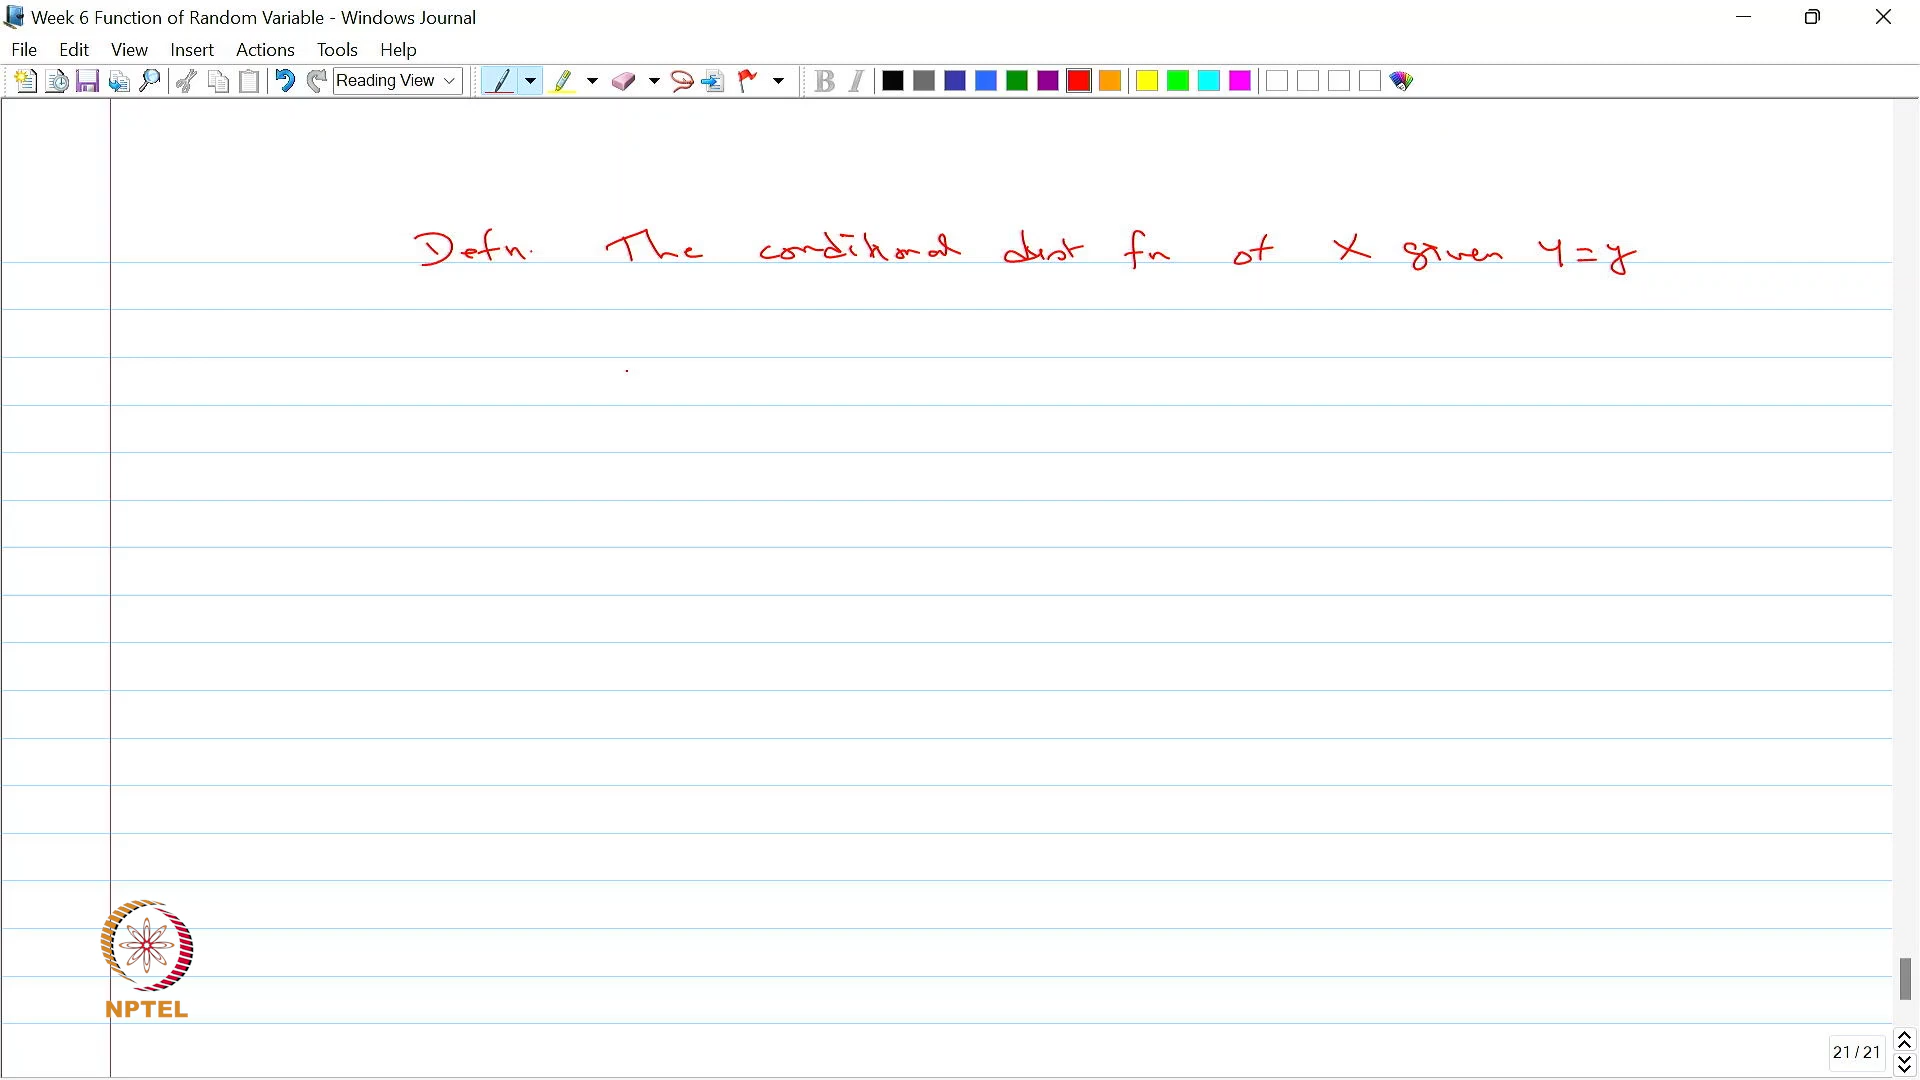 Week 6 Function of Random Variable - Windows Journal
File Edit View Insert Actions Tools Help
Reading View B I
Defn. The conditional dist fn of X given Y=y
NPTEL
21 / 21